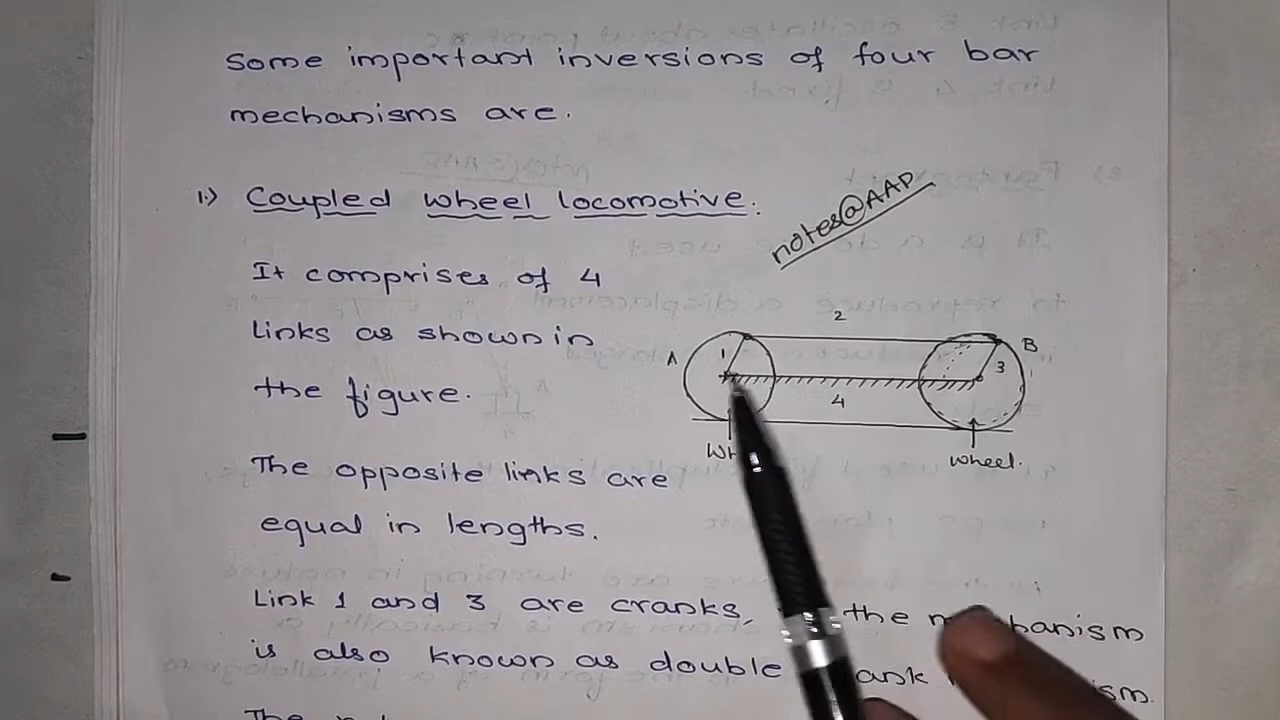 Some important inversions of four bar
mechanisms are.
1.) Coupled wheel locomotive.
notes@AAP
It comprises of 4
links as shown in
the figure.
2
A 1 B
3
4
wheel.
The opposite links are
equal in lengths.
Link 1 and 3 are cranks, the mechanism
is also known as double
The